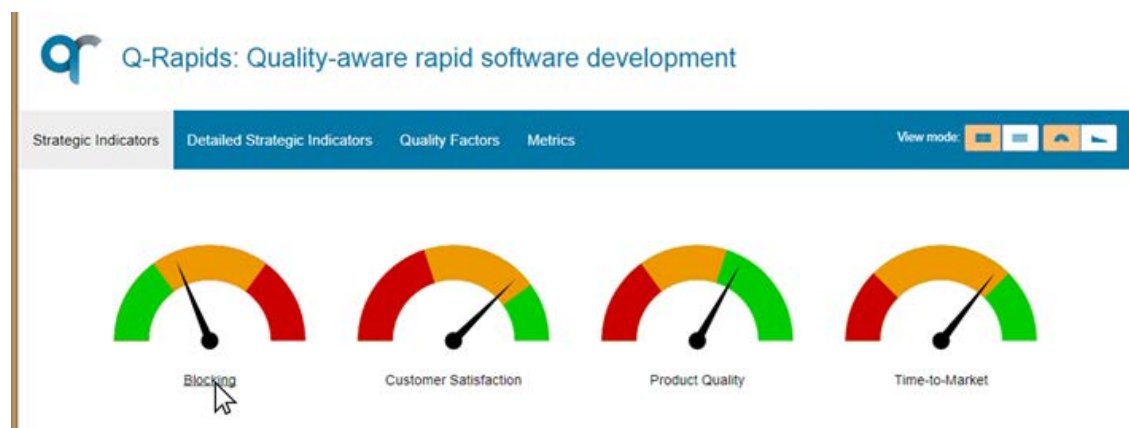 qr Q-Rapids: Quality-aware rapid software development
Strategic Indicators Detailed Strategic Indicators Quality Factors Metrics View mode:
Blocking Customer Satisfaction Product Quality Time-to-Market